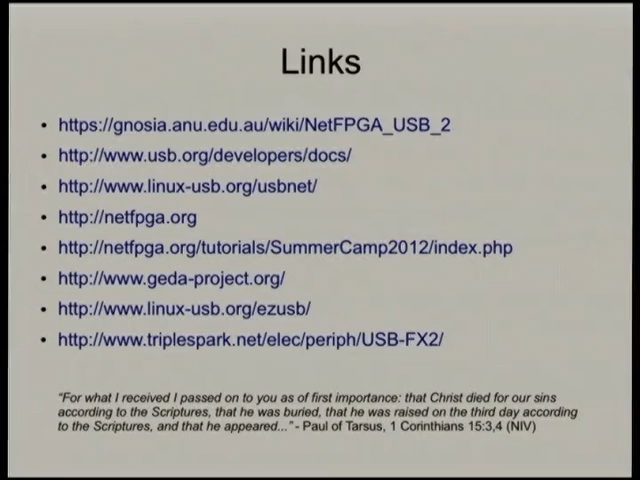 Links
• https://gnosia.anu.edu.au/wiki/NetFPGA_USB_2
• http://www.usb.org/developers/docs/
• http://www.linux-usb.org/usbnet/
• http://netfpga.org
• http://netfpga.org/tutorials/SummerCamp2012/index.php
• http://www.geda-project.org/
• http://www.linux-usb.org/ezusb/
• http://www.triplespark.net/elec/periph/USB-FX2/
“For what I received I passed on to you as of first importance: that Christ died for our sins
according to the Scriptures, that he was buried, that he was raised on the third day according
to the Scriptures, and that he appeared...” - Paul of Tarsus, 1 Corinthians 15:3,4 (NIV)